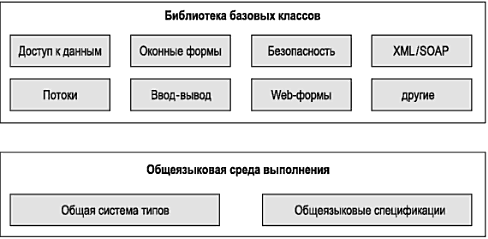 Библиотека базовых классов
Доступ к данным
Оконные формы
Безопасность
XML/SOAP
Потоки
Ввод-вывод
Web-формы
другие
Общеязыковая среда выполнения
Общая система типов
Общеязыковые спецификации